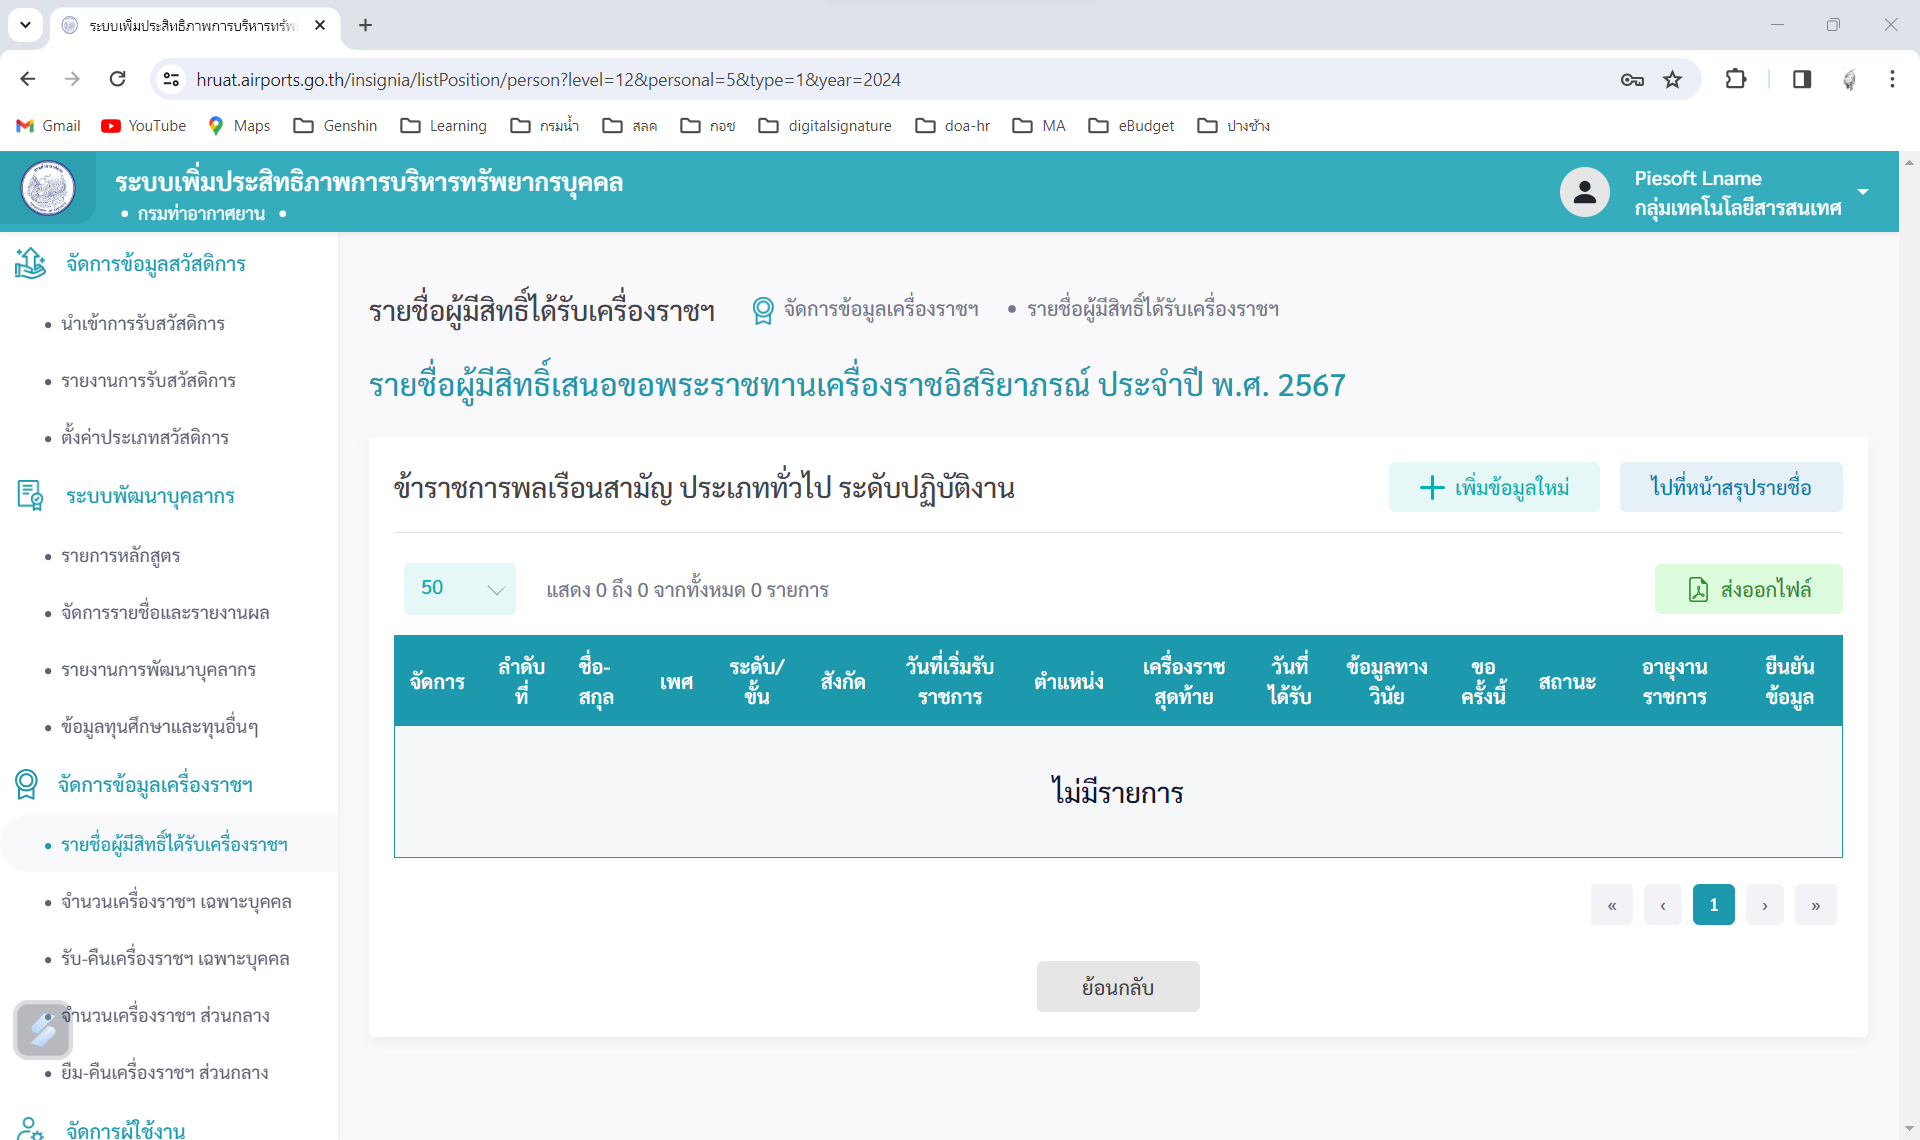 ระบบเพิ่มประสิทธิภาพการบริหารทรัพ
hruat.airports.go.th/insignia/listPosition/person?level=12&personal=5&type=1&year=2024
Gmail YouTube Maps Genshin Learning กรมน้ำ สลค กอช digitalsignature doa-hr MA eBudget ปางช้าง
ระบบเพิ่มประสิทธิภาพการบริหารทรัพยากรบุคคล
• กรมท่าอากาศยาน •
Piesoft Lname
กลุ่มเทคโนโลยีสารสนเทศ
จัดการข้อมูลสวัสดิการ
• นำเข้าการรับสวัสดิการ
• รายงานการรับสวัสดิการ
• ตั้งค่าประเภทสวัสดิการ
ระบบพัฒนาบุคลากร
• รายการหลักสูตร
• จัดการรายชื่อและรายงานผล
• รายงานการพัฒนาบุคลากร
• ข้อมูลทุนศึกษาและทุนอื่นๆ
จัดการข้อมูลเครื่องราชฯ
• รายชื่อผู้มีสิทธิ์ได้รับเครื่องราชฯ
• จำนวนเครื่องราชฯ เฉพาะบุคคล
• รับ-คืนเครื่องราชฯ เฉพาะบุคคล
• จำนวนเครื่องราชฯ ส่วนกลาง
• ยืม-คืนเครื่องราชฯ ส่วนกลาง
จัดการผู้ใช้งาน
รายชื่อผู้มีสิทธิ์ได้รับเครื่องราชฯ จัดการข้อมูลเครื่องราชฯ • รายชื่อผู้มีสิทธิ์ได้รับเครื่องราชฯ
รายชื่อผู้มีสิทธิ์เสนอขอพระราชทานเครื่องราชอิสริยาภรณ์ ประจำปี พ.ศ. 2567
ข้าราชการพลเรือนสามัญ ประเภททั่วไป ระดับปฏิบัติงาน
เพิ่มข้อมูลใหม่ ไปที่หน้าสรุปรายชื่อ
50 แสดง 0 ถึง 0 จากทั้งหมด 0 รายการ ส่งออกไฟล์
จัดการ ลำดับที่ ชื่อ-สกุล เพศ ระดับ/ขั้น สังกัด วันที่เริ่มรับราชการ ตำแหน่ง เครื่องราชสุดท้าย วันที่ได้รับ ข้อมูลทางวินัย ขอครั้งนี้ สถานะ อายุงานราชการ ยืนยันข้อมูล
ไม่มีรายการ
« ‹ 1 › »
ย้อนกลับ